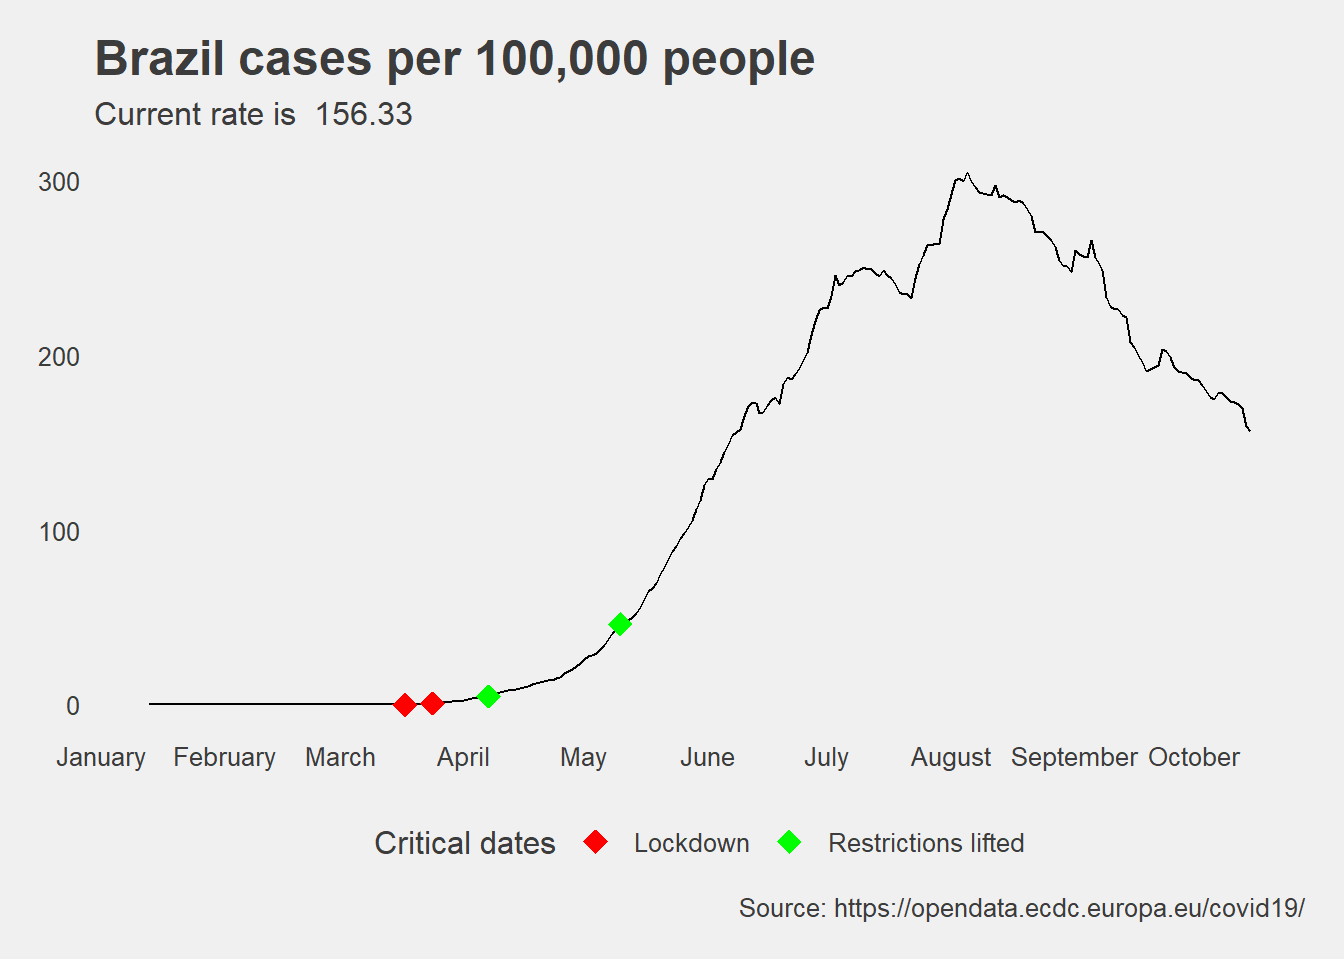 Brazil cases per 100,000 people
Current rate is  156.33
300
200
100
0
January February March April May June July August September October
Critical dates Lockdown Restrictions lifted
Source: https://opendata.ecdc.europa.eu/covid19/